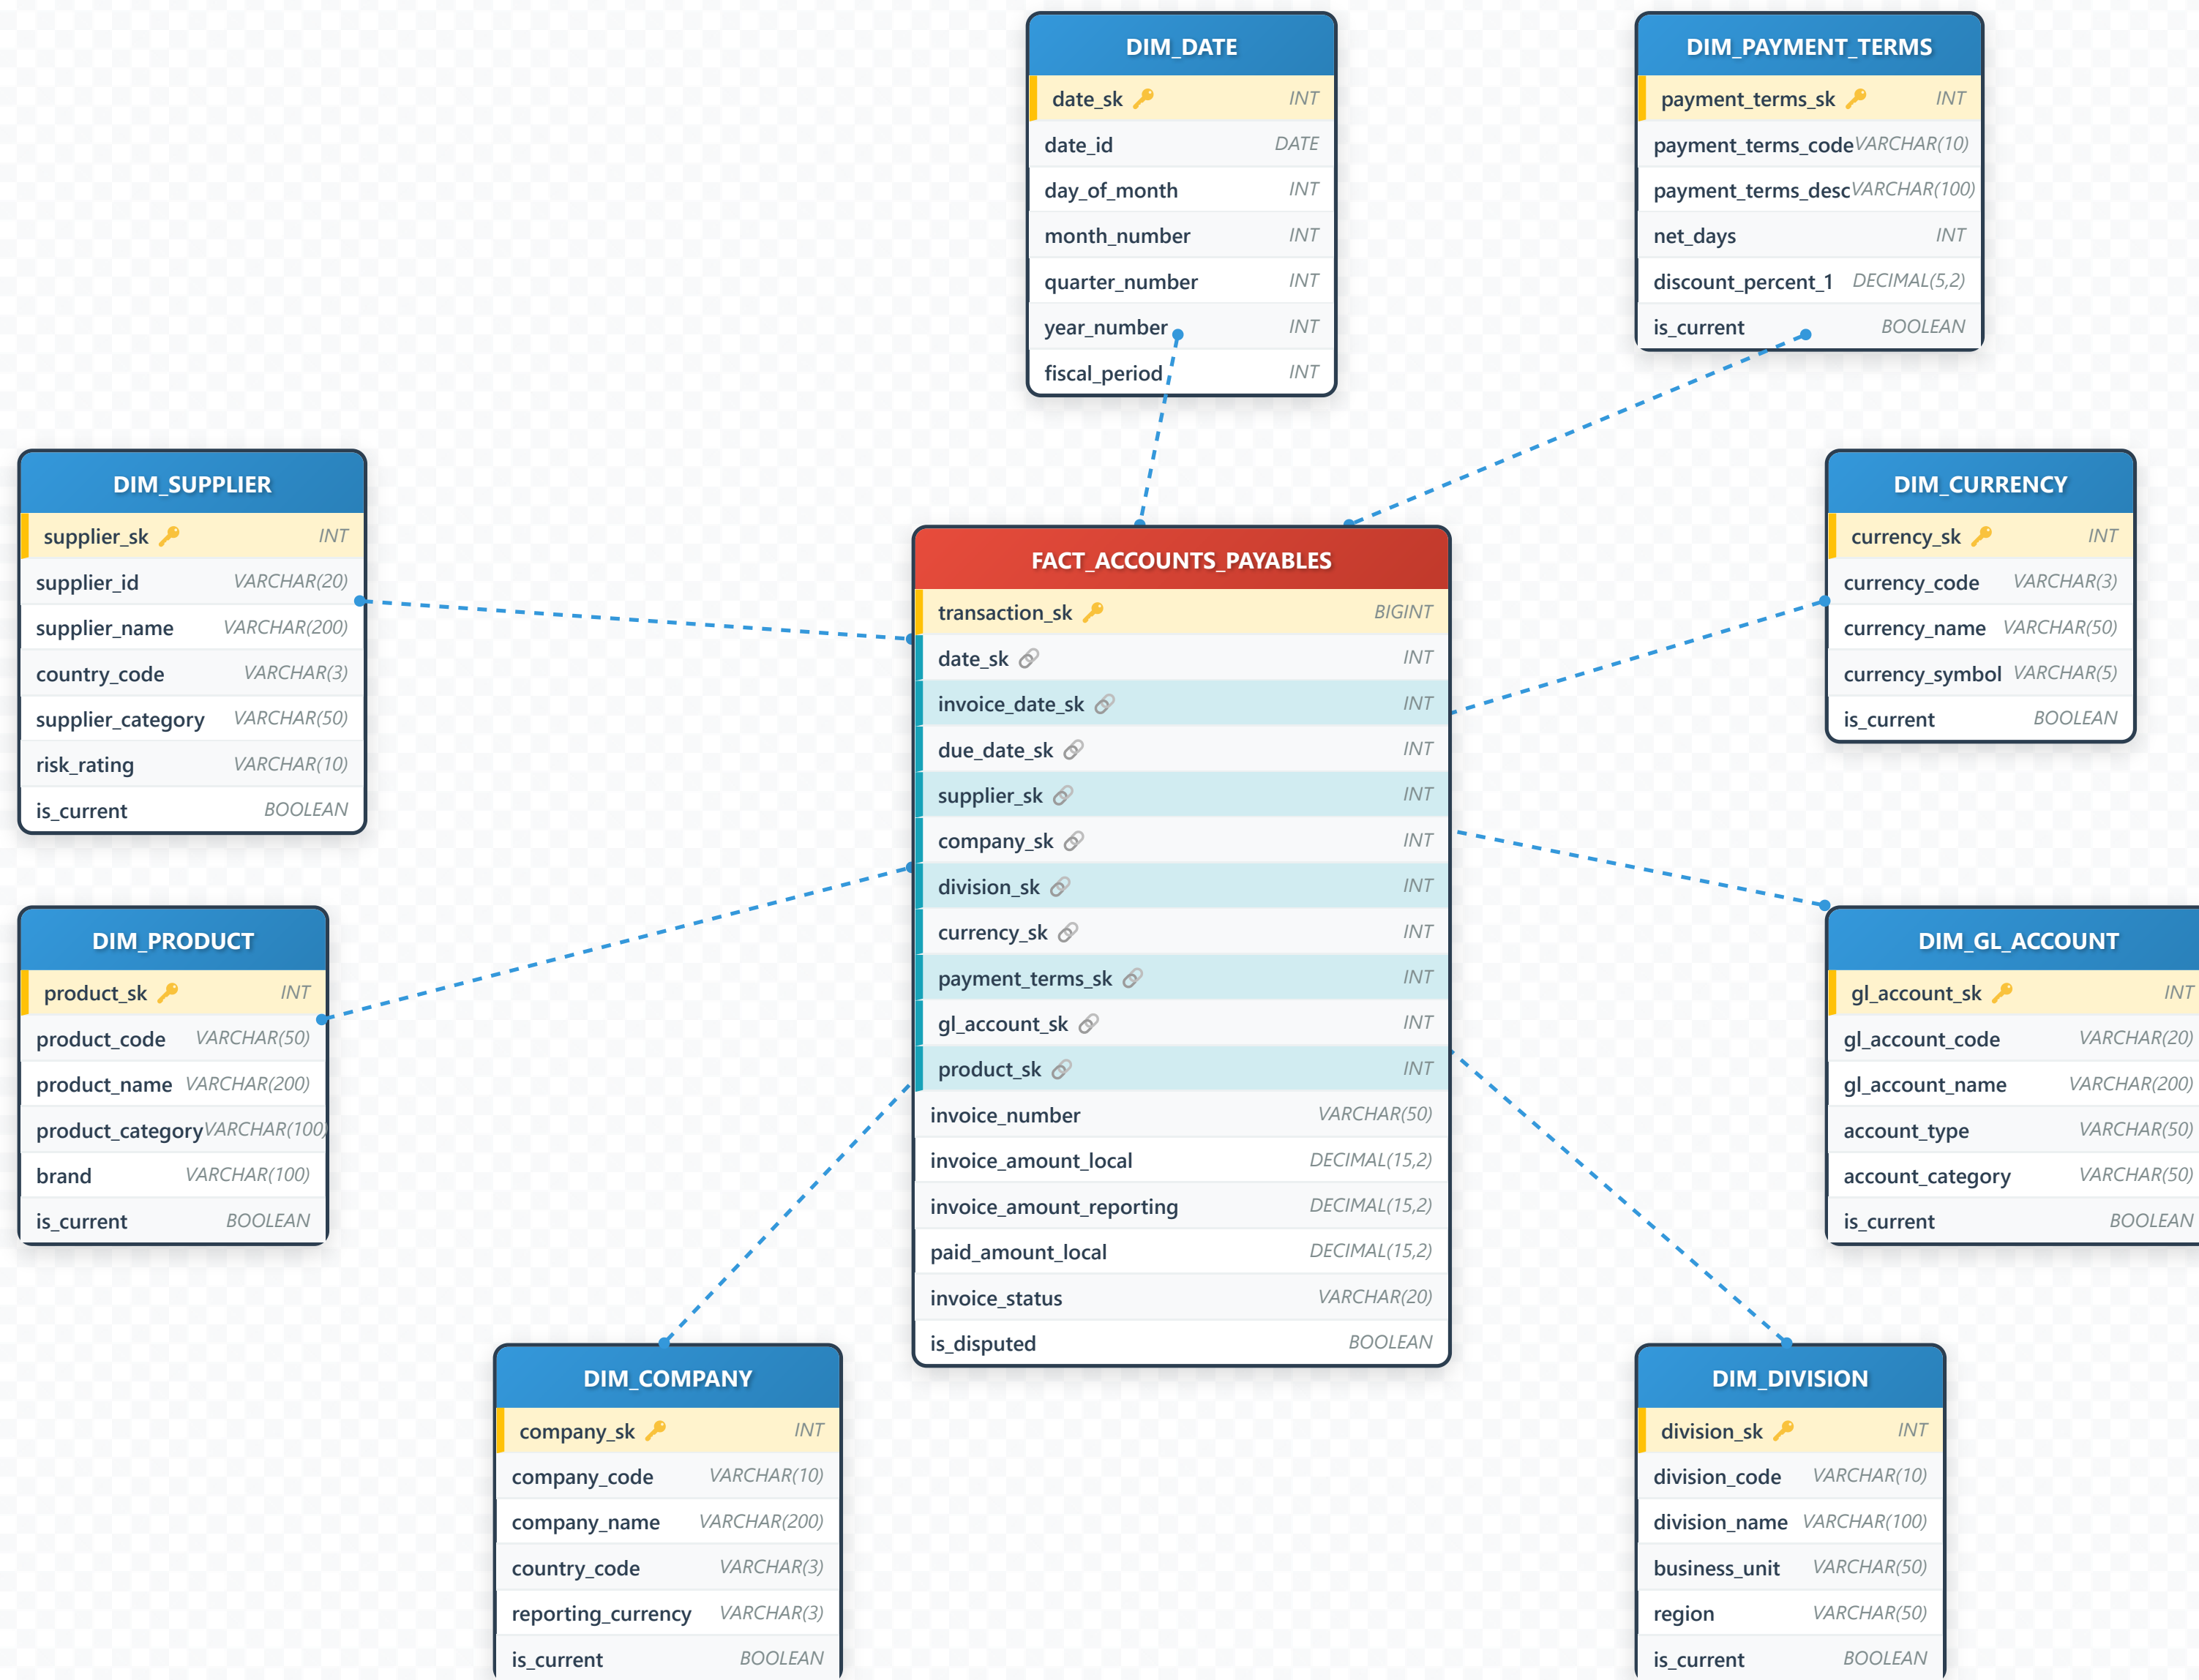 DIM_DATE
date_sk INT
date_id DATE
day_of_month INT
month_number INT
quarter_number INT
year_number INT
fiscal_period INT
DIM_PAYMENT_TERMS
payment_terms_sk INT
payment_terms_code VARCHAR(10)
payment_terms_desc VARCHAR(100)
net_days INT
discount_percent_1 DECIMAL(5,2)
is_current BOOLEAN
DIM_SUPPLIER
supplier_sk INT
supplier_id VARCHAR(20)
supplier_name VARCHAR(200)
country_code VARCHAR(3)
supplier_category VARCHAR(50)
risk_rating VARCHAR(10)
is_current BOOLEAN
FACT_ACCOUNTS_PAYABLES
transaction_sk BIGINT
date_sk INT
invoice_date_sk INT
due_date_sk INT
supplier_sk INT
company_sk INT
division_sk INT
currency_sk INT
payment_terms_sk INT
gl_account_sk INT
product_sk INT
invoice_number VARCHAR(50)
invoice_amount_local DECIMAL(15,2)
invoice_amount_reporting DECIMAL(15,2)
paid_amount_local DECIMAL(15,2)
invoice_status VARCHAR(20)
is_disputed BOOLEAN
DIM_CURRENCY
currency_sk INT
currency_code VARCHAR(3)
currency_name VARCHAR(50)
currency_symbol VARCHAR(5)
is_current BOOLEAN
DIM_PRODUCT
product_sk INT
product_code VARCHAR(50)
product_name VARCHAR(200)
product_category VARCHAR(100)
brand VARCHAR(100)
is_current BOOLEAN
DIM_GL_ACCOUNT
gl_account_sk INT
gl_account_code VARCHAR(20)
gl_account_name VARCHAR(200)
account_type VARCHAR(50)
account_category VARCHAR(50)
is_current BOOLEAN
DIM_COMPANY
company_sk INT
company_code VARCHAR(10)
company_name VARCHAR(200)
country_code VARCHAR(3)
reporting_currency VARCHAR(3)
is_current BOOLEAN
DIM_DIVISION
division_sk INT
division_code VARCHAR(10)
division_name VARCHAR(100)
business_unit VARCHAR(50)
region VARCHAR(50)
is_current BOOLEAN